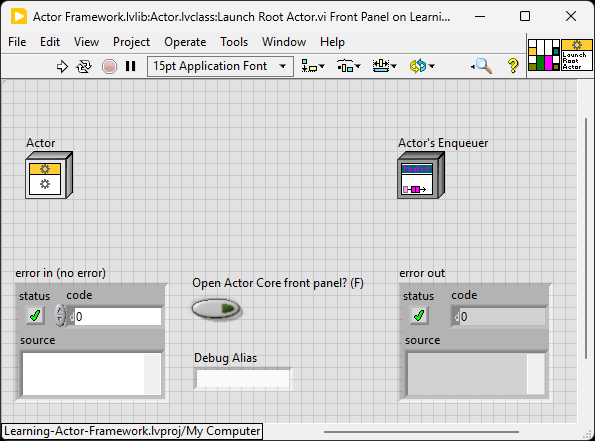 Actor Framework.lvlib:Actor.lvclass:Launch Root Actor.vi Front Panel on Learni...
File Edit View Project Operate Tools Window Help
15pt Application Font
?
Launch
Root
Actor
Actor
Actor's Enqueuer
error in (no error)
status code
d0
source
Open Actor Core front panel? (F)
Debug Alias
error out
status code
d0
source
Learning-Actor-Framework.lvproj/My Computer